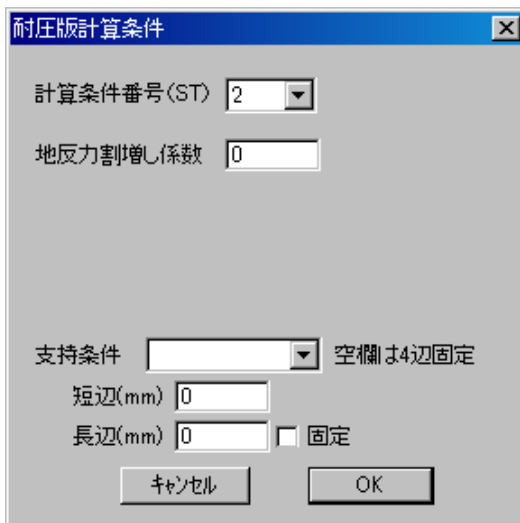 耐圧版計算条件
計算条件番号(ST) 2
地反力割増し係数 0
支持条件 空欄は4辺固定
短辺(mm) 0
長辺(mm) 0 固定
キャンセル OK